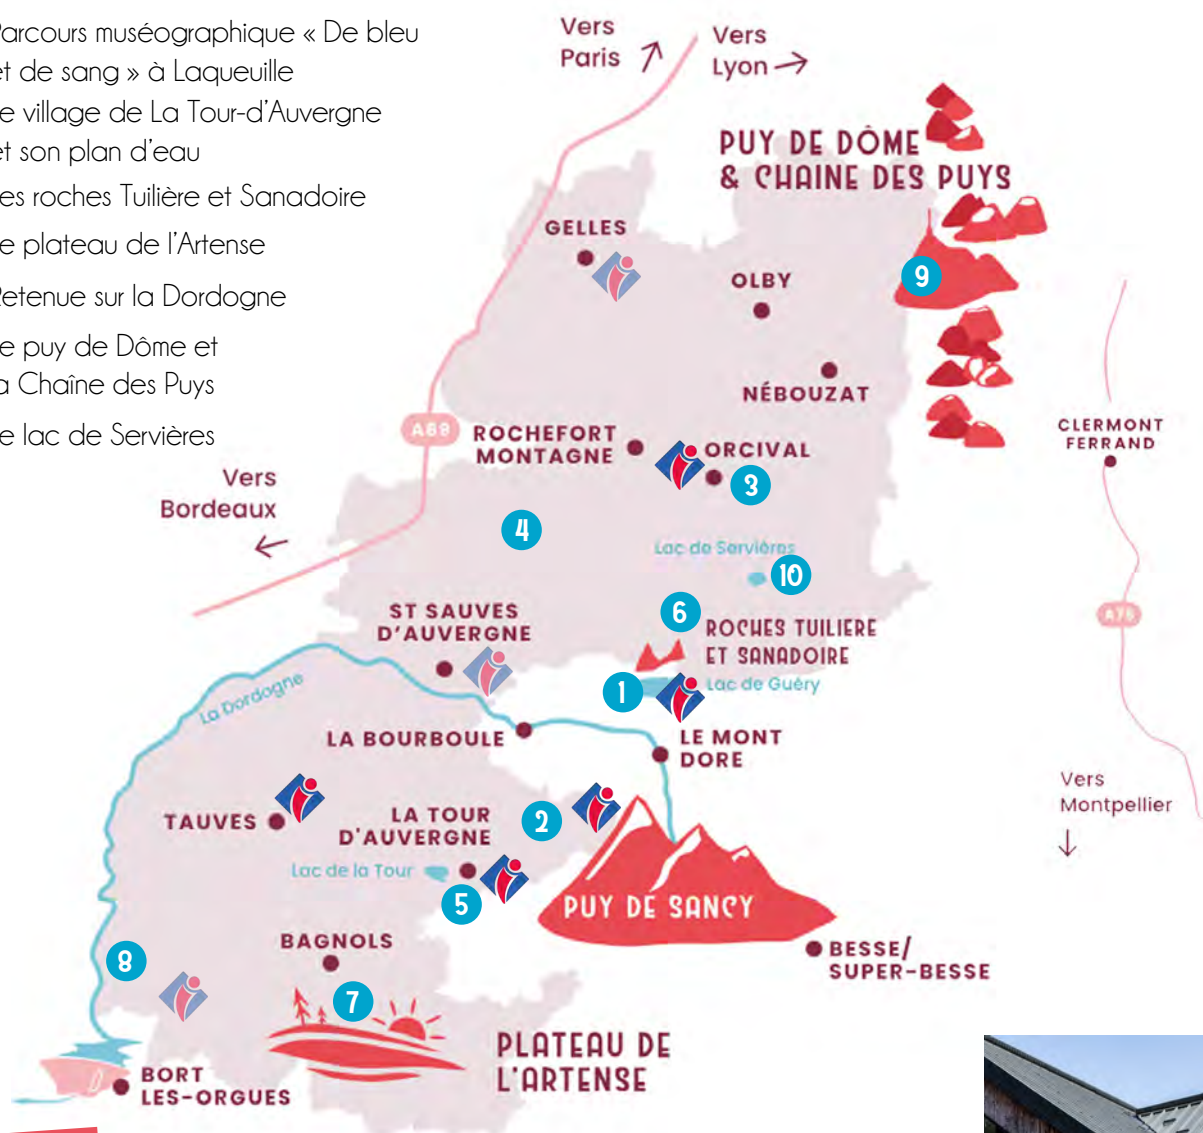 Parcours muséographique « De bleu
et de sang » à Laqueuille
e village de La Tour-d'Auvergne
et son plan d'eau
es roches Tuilière et Sanadoire
e plateau de l'Artense
Retenue sur la Dordogne
e puy de Dôme et
a Chaîne des Puys
e lac de Servières
Vers
Paris
Vers
Lyon
PUY DE DÔME
& CHAINE DES PUYS
GELLES
9
OLBY
NÉBOUZAT
A89
ROCHEFORT
MONTAGNE
ORCIVAL
3
CLERMONT
FERRAND
Vers
Bordeaux
4
Lac de Servières
10
ST SAUVES
D'AUVERGNE
6
ROCHES TUILIERE
ET SANADOIRE
A75
1
Lac de Guéry
La Dordogne
LA BOURBOULE
LE MONT
DORE
Vers
Montpellier
TAUVES
LA TOUR
D'AUVERGNE
2
Lac de la Tour
5
PUY DE SANCY
BAGNOLS
BESSE/
SUPER-BESSE
8
7
PLATEAU DE
L'ARTENSE
BORT
LES-ORGUES